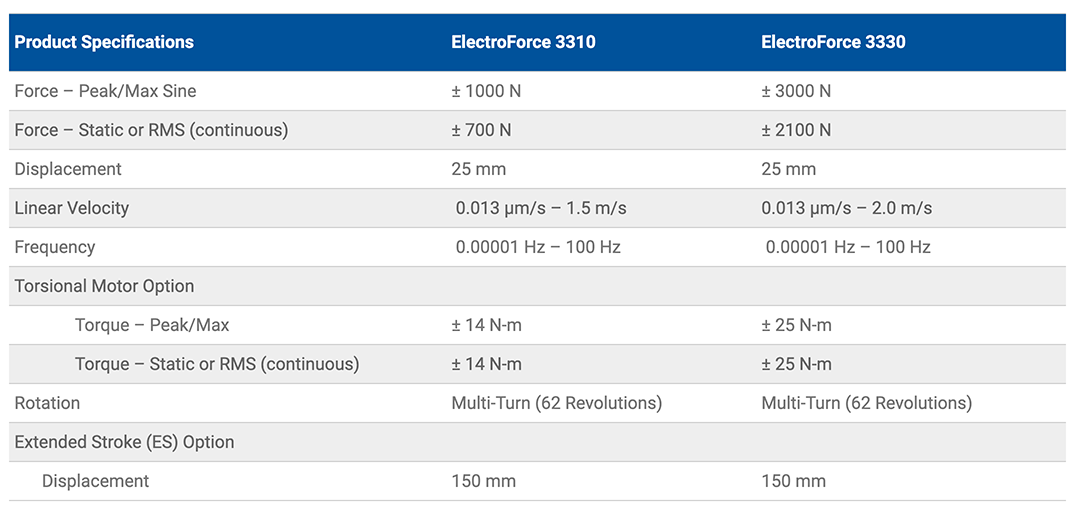 Product Specifications ElectroForce 3310 ElectroForce 3330
Force – Peak/Max Sine ± 1000 N ± 3000 N
Force – Static or RMS (continuous) ± 700 N ± 2100 N
Displacement 25 mm 25 mm
Linear Velocity 0.013 µm/s – 1.5 m/s 0.013 µm/s – 2.0 m/s
Frequency 0.00001 Hz – 100 Hz 0.00001 Hz – 100 Hz
Torsional Motor Option
Torque – Peak/Max ± 14 N-m ± 25 N-m
Torque – Static or RMS (continuous) ± 14 N-m ± 25 N-m
Rotation Multi-Turn (62 Revolutions) Multi-Turn (62 Revolutions)
Extended Stroke (ES) Option
Displacement 150 mm 150 mm